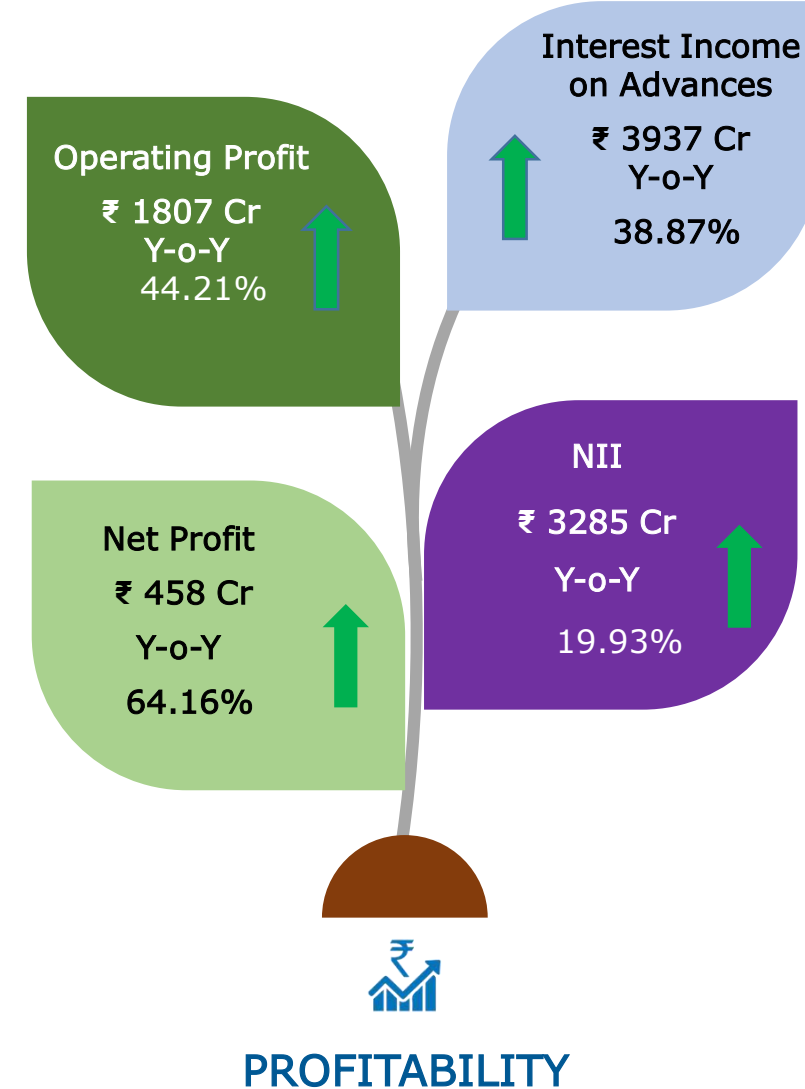 Interest Income
on Advances
₹ 3937 Cr
Y-o-Y
38.87%
Operating Profit
₹ 1807 Cr
Y-o-Y
44.21%
NII
₹ 3285 Cr
Y-o-Y
19.93%
Net Profit
₹ 458 Cr
Y-o-Y
64.16%
₹
PROFITABILITY